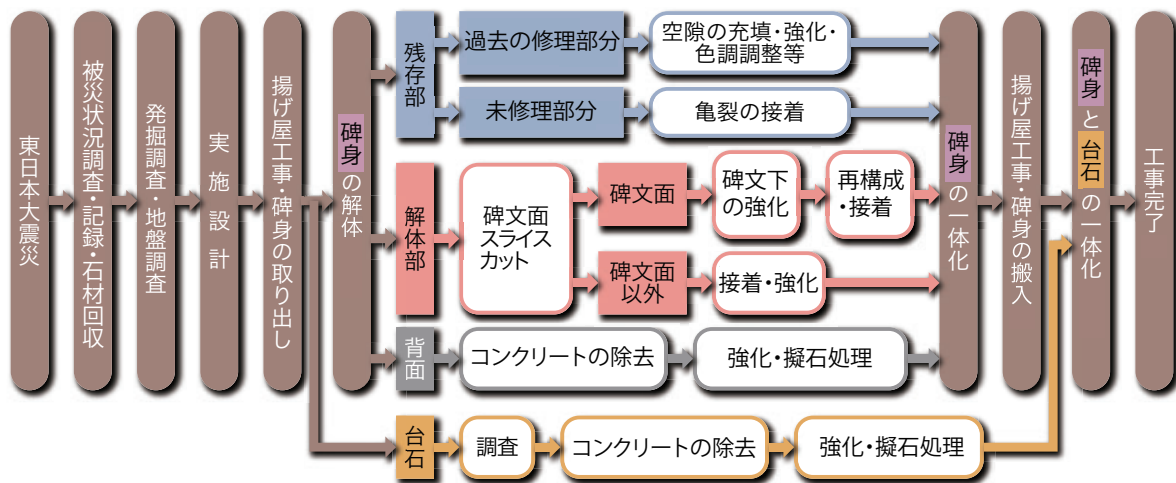 東日本大震災
被災状況調査・記録・石材回収
発掘調査・地盤調査
実施設計
揚げ屋工事・碑身の取り出し
碑身の解体
残存部
過去の修理部分
空隙の充填・強化・
色調調整等
未修理部分
亀裂の接着
解体部
碑文面
スライス
カット
碑文面
碑文下
の強化
再構成
・接着
碑文面
以外
接着・強化
背面
コンクリートの除去
強化・擬石処理
台石
調査
コンクリートの除去
強化・擬石処理
碑身の一体化
揚げ屋工事・碑身の搬入
碑身と台石の一体化
工事完了